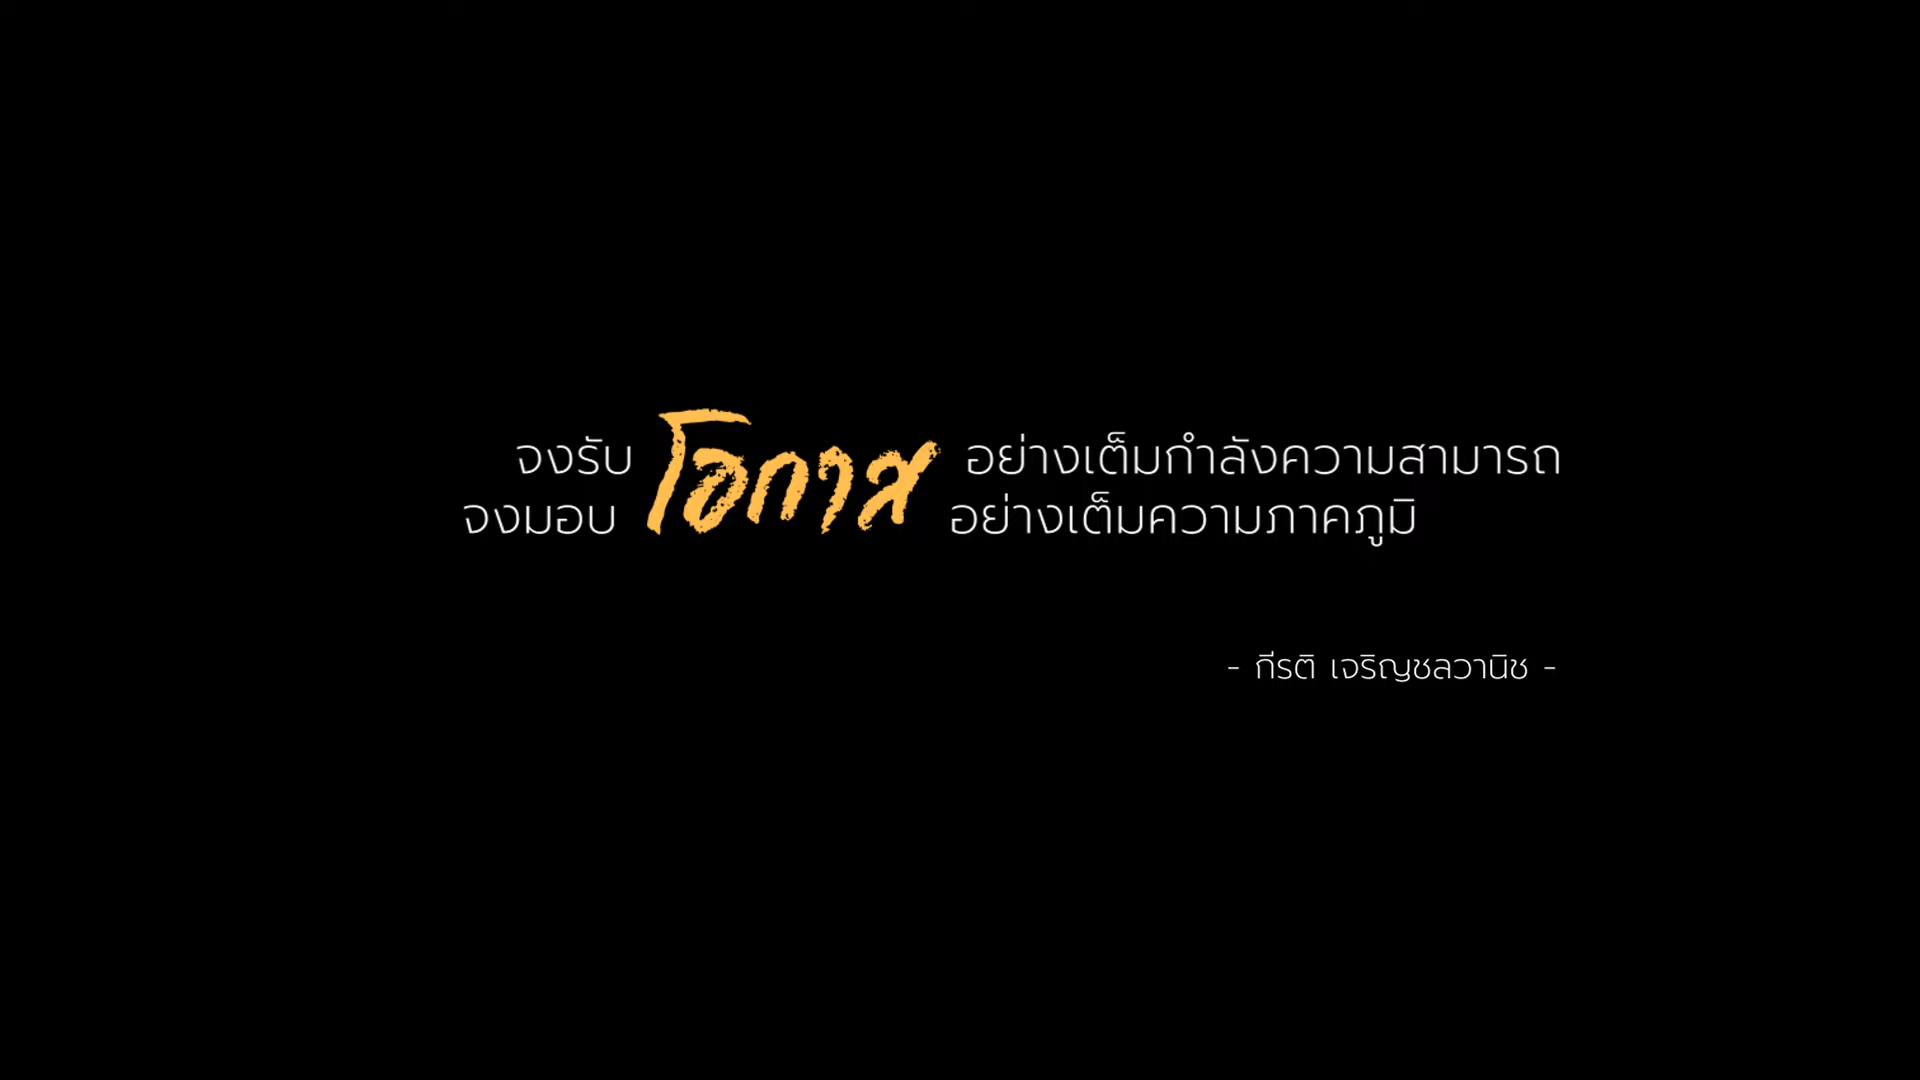 จงรับ โอกาส อย่างเต็มกำลังความสามารถ
จงมอบ อย่างเต็มความภาคภูมิ
- กีรติ เจริญชลวานิช -